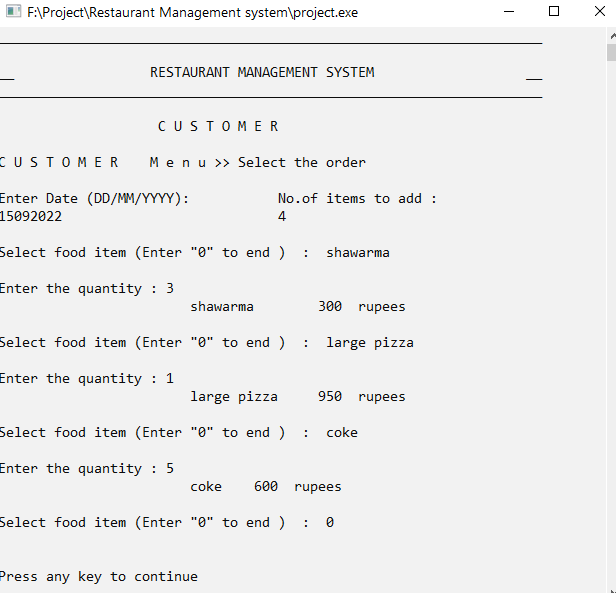 F:\Project\Restaurant Management system\project.exe
__ RESTAURANT MANAGEMENT SYSTEM __
C U S T O M E R
C U S T O M E R M e n u >> Select the order
Enter Date (DD/MM/YYYY): No.of items to add :
15092022 4
Select food item (Enter "0" to end ) : shawarma
Enter the quantity : 3
shawarma 300 rupees
Select food item (Enter "0" to end ) : large pizza
Enter the quantity : 1
large pizza 950 rupees
Select food item (Enter "0" to end ) : coke
Enter the quantity : 5
coke 600 rupees
Select food item (Enter "0" to end ) : 0
Press any key to continue